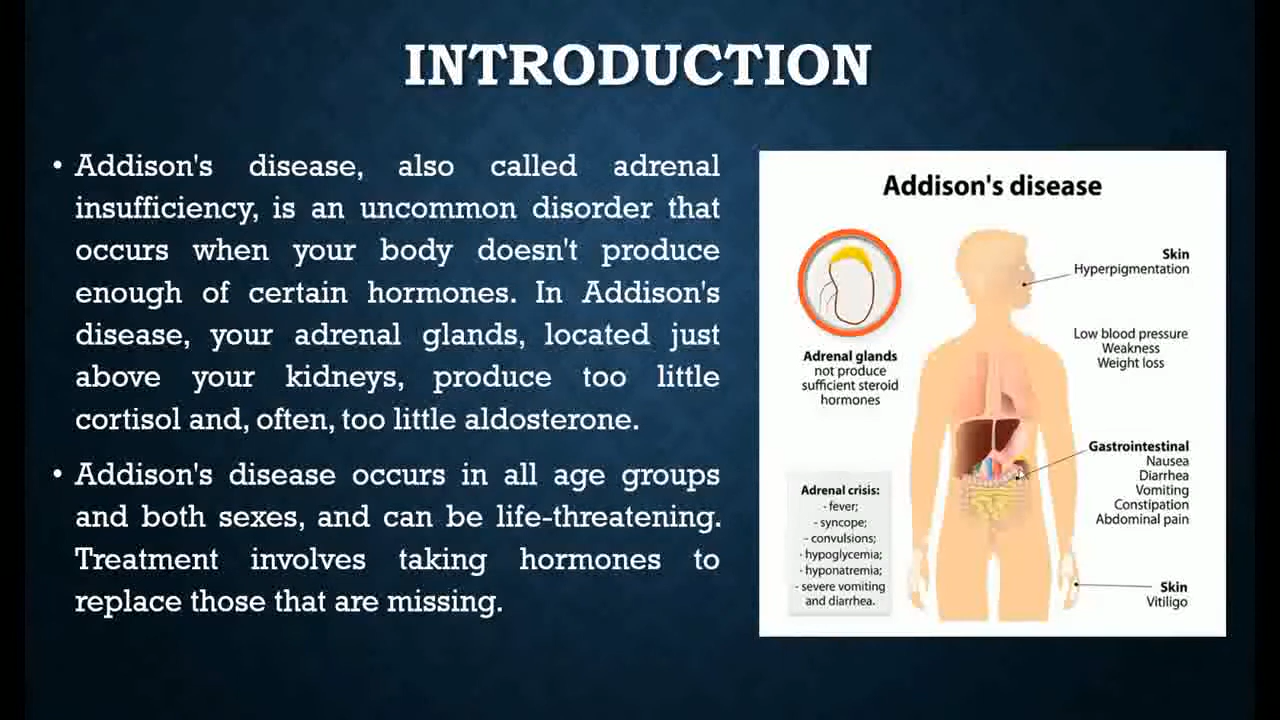 INTRODUCTION
• Addison's disease, also called adrenal
insufficiency, is an uncommon disorder that
occurs when your body doesn't produce
enough of certain hormones. In Addison's
disease, your adrenal glands, located just
above your kidneys, produce too little
cortisol and, often, too little aldosterone.
• Addison's disease occurs in all age groups
and both sexes, and can be life-threatening.
Treatment involves taking hormones to
replace those that are missing.
Addison's disease
Adrenal glands
not produce
sufficient steroid
hormones
Adrenal crisis:
- fever;
- syncope;
- convulsions;
- hypoglycemia;
- hyponatremia;
- severe vomiting
and diarrhea.
Skin
Hyperpigmentation
Low blood pressure
Weakness
Weight loss
Gastrointestinal
Nausea
Diarrhea
Vomiting
Constipation
Abdominal pain
Skin
Vitiligo